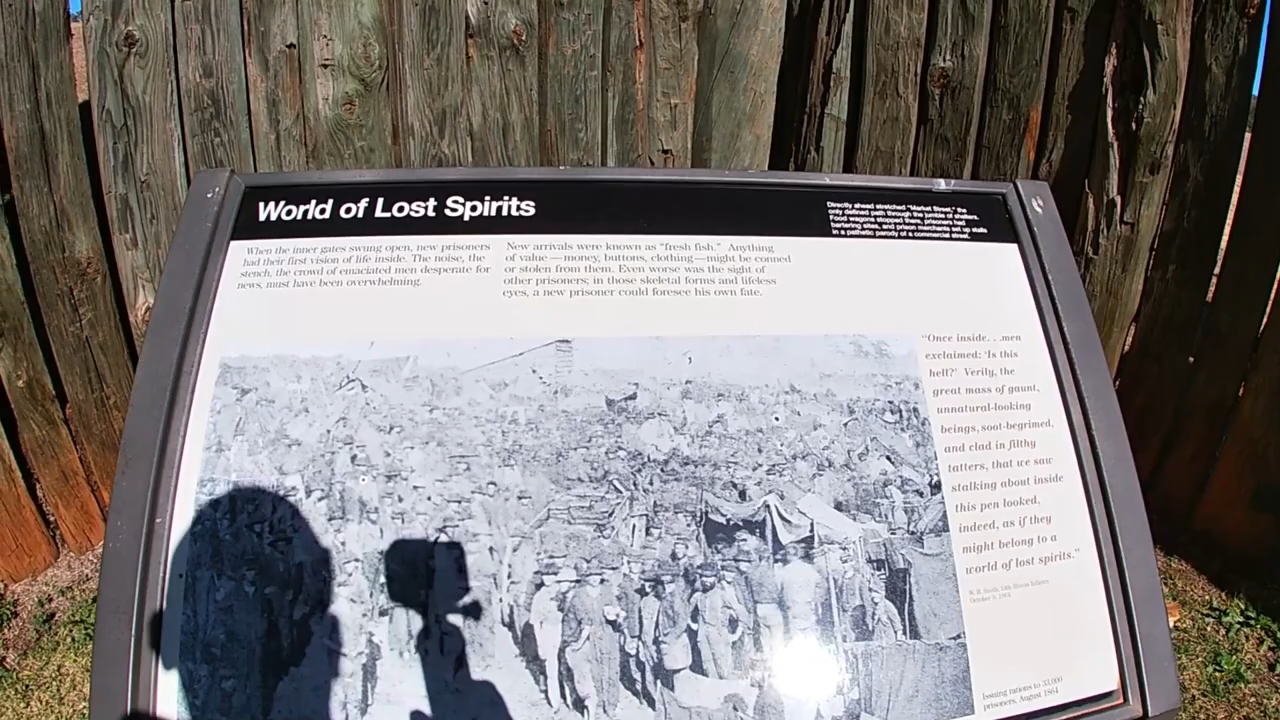 World of Lost Spirits
Directly ahead stretched "Market Street," the
only defined path through the jumble of shelters.
Food wagons stopped there, prisoners had
bartering sites, and prison merchants set up stalls
in a pathetic parody of a commercial street.
When the inner gates swung open, new prisoners
had their first vision of life inside. The noise, the
stench, the crowd of emaciated men desperate for
news, must have been overwhelming.
New arrivals were known as "fresh fish." Anything
of value—money, buttons, clothing—might be conned
or stolen from them. Even worse was the sight of
other prisoners; in those skeletal forms and lifeless
eyes, a new prisoner could foresee his own fate.
"Once inside. . .men
exclaimed: 'Is this
hell?' Verily, the
great mass of gaunt,
unnatural-looking
beings, soot-begrimed,
and clad in filthy
tatters, that we saw
stalking about inside
this pen looked,
indeed, as if they
might belong to a
world of lost spirits."
W. B. Smith, 14th Illinois Infantry
October 9, 1864
Issuing rations to 33,000
prisoners, August 1864